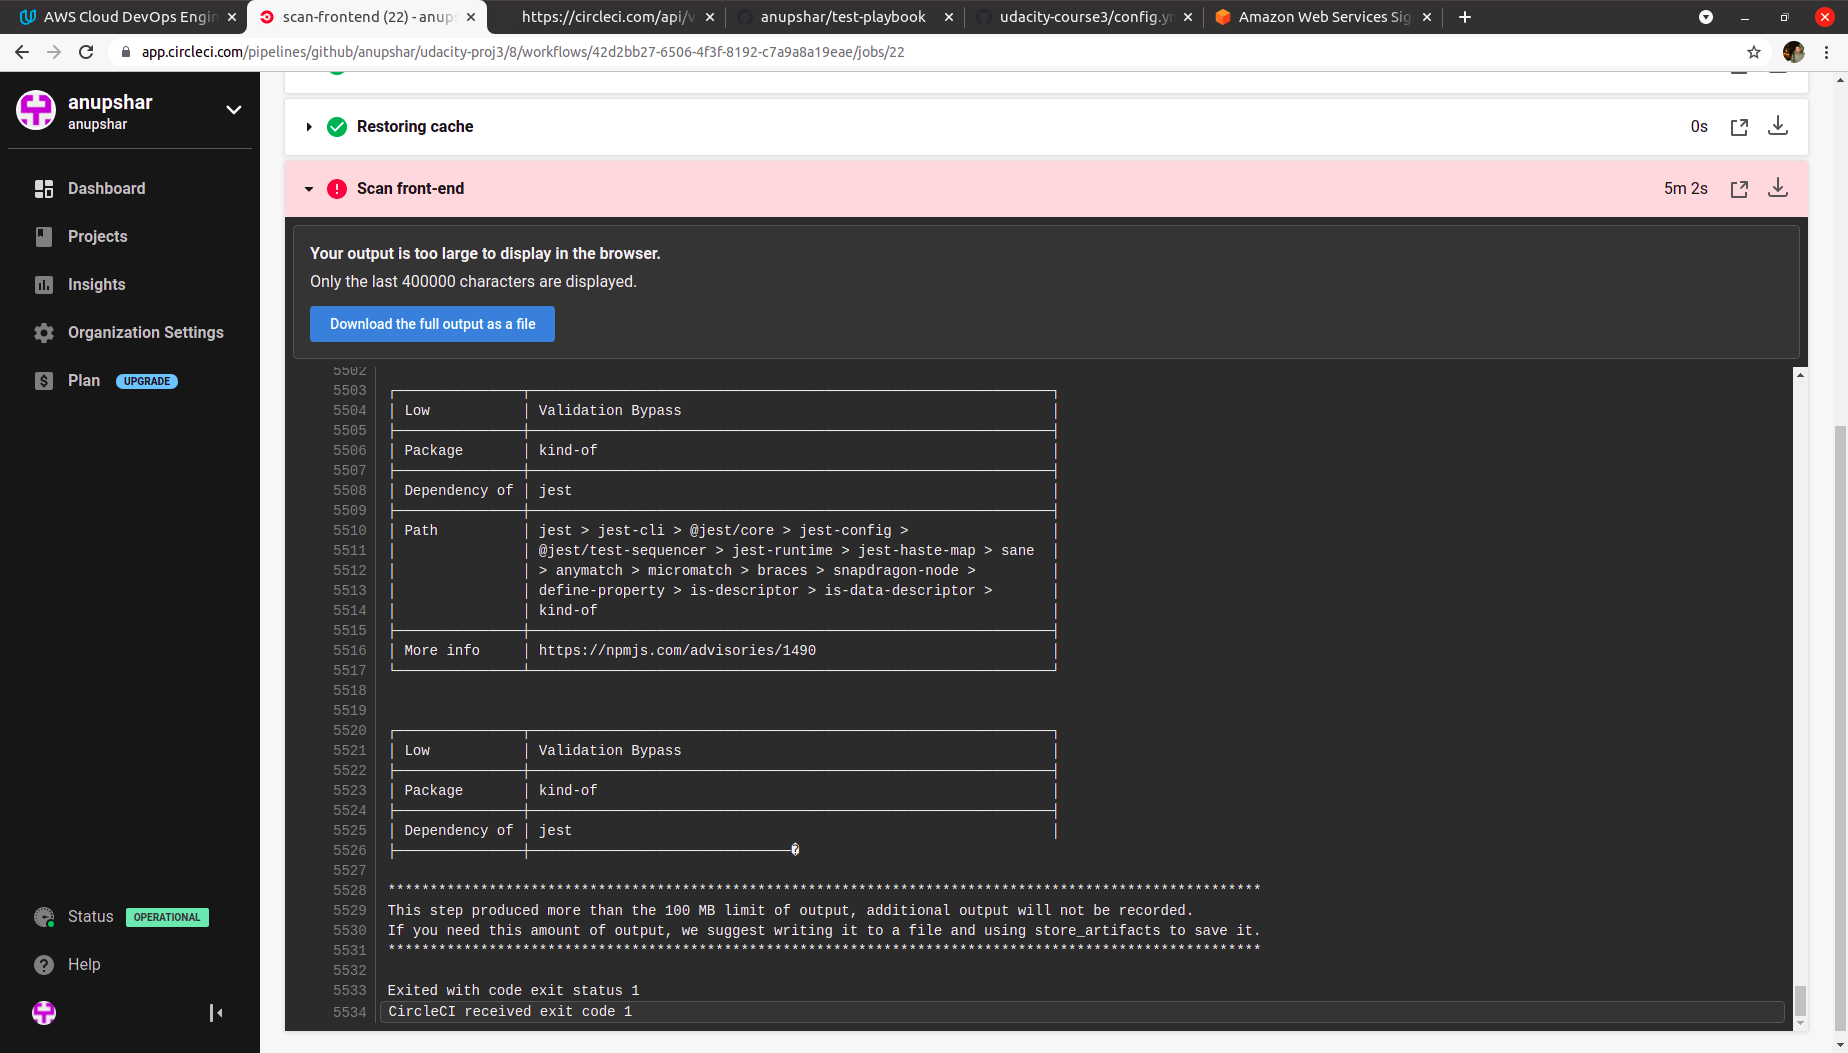 AWS Cloud DevOps Engin
scan-frontend (22) - anups
https://circleci.com/api/v
anupshar/test-playbook
udacity-course3/config.ym
Amazon Web Services Sig
app.circleci.com/pipelines/github/anupshar/udacity-proj3/8/workflows/42d2bb27-6506-4f3f-8192-c7a9a8a19eae/jobs/22
anupshar
anupshar
Dashboard
Projects
Insights
Organization Settings
Plan UPGRADE
Status OPERATIONAL
Help
Restoring cache 0s
Scan front-end 5m 2s
Your output is too large to display in the browser.
Only the last 400000 characters are displayed.
Download the full output as a file
5502
5503
5504 Low Validation Bypass
5505
5506 Package kind-of
5507
5508 Dependency of jest
5509
5510 Path jest > jest-cli > @jest/core > jest-config >
5511 @jest/test-sequencer > jest-runtime > jest-haste-map > sane
5512 > anymatch > micromatch > braces > snapdragon-node >
5513 define-property > is-descriptor > is-data-descriptor >
5514 kind-of
5515
5516 More info https://npmjs.com/advisories/1490
5517
5518
5519
5520
5521 Low Validation Bypass
5522
5523 Package kind-of
5524
5525 Dependency of jest
5526 �
5527
5528 ********************************************************************************************************
5529 This step produced more than the 100 MB limit of output, additional output will not be recorded.
5530 If you need this amount of output, we suggest writing it to a file and using store_artifacts to save it.
5531 ********************************************************************************************************
5532
5533 Exited with code exit status 1
5534 CircleCI received exit code 1